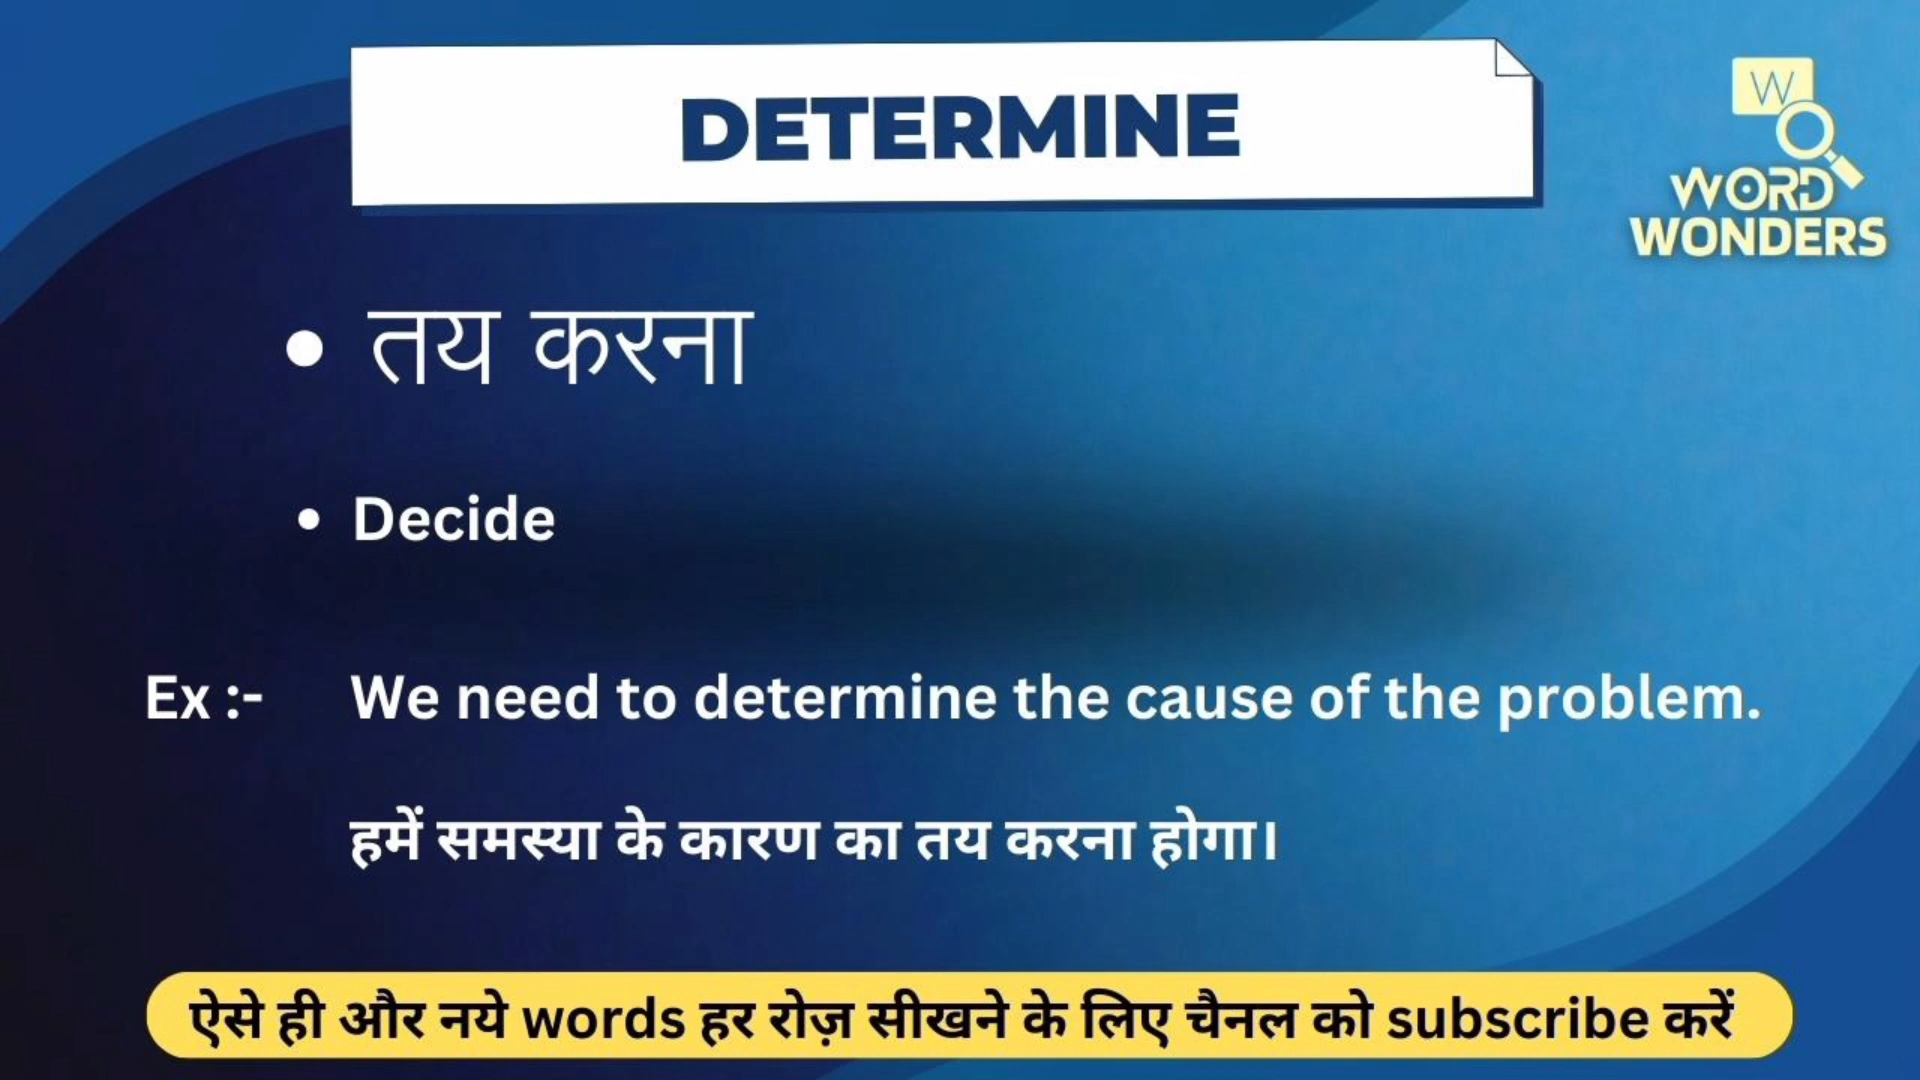 DETERMINE
W
WORD
WONDERS
• तय करना
• Decide
Ex :- We need to determine the cause of the problem.
हमें समस्या के कारण का तय करना होगा।
ऐसे ही और नये words हर रोज़ सीखने के लिए चैनल को subscribe करें